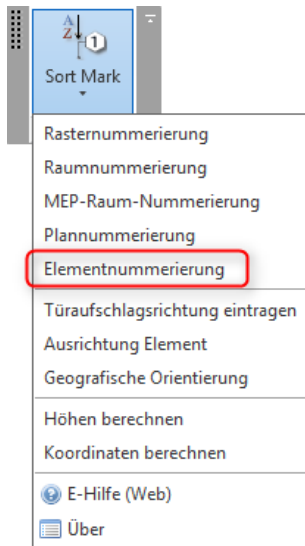 A
Z
1
Sort Mark
Rasternummerierung
Raumnummerierung
MEP-Raum-Nummerierung
Plannummerierung
Elementnummerierung
Türaufschlagsrichtung eintragen
Ausrichtung Element
Geografische Orientierung
Höhen berechnen
Koordinaten berechnen
? E-Hilfe (Web)
Über